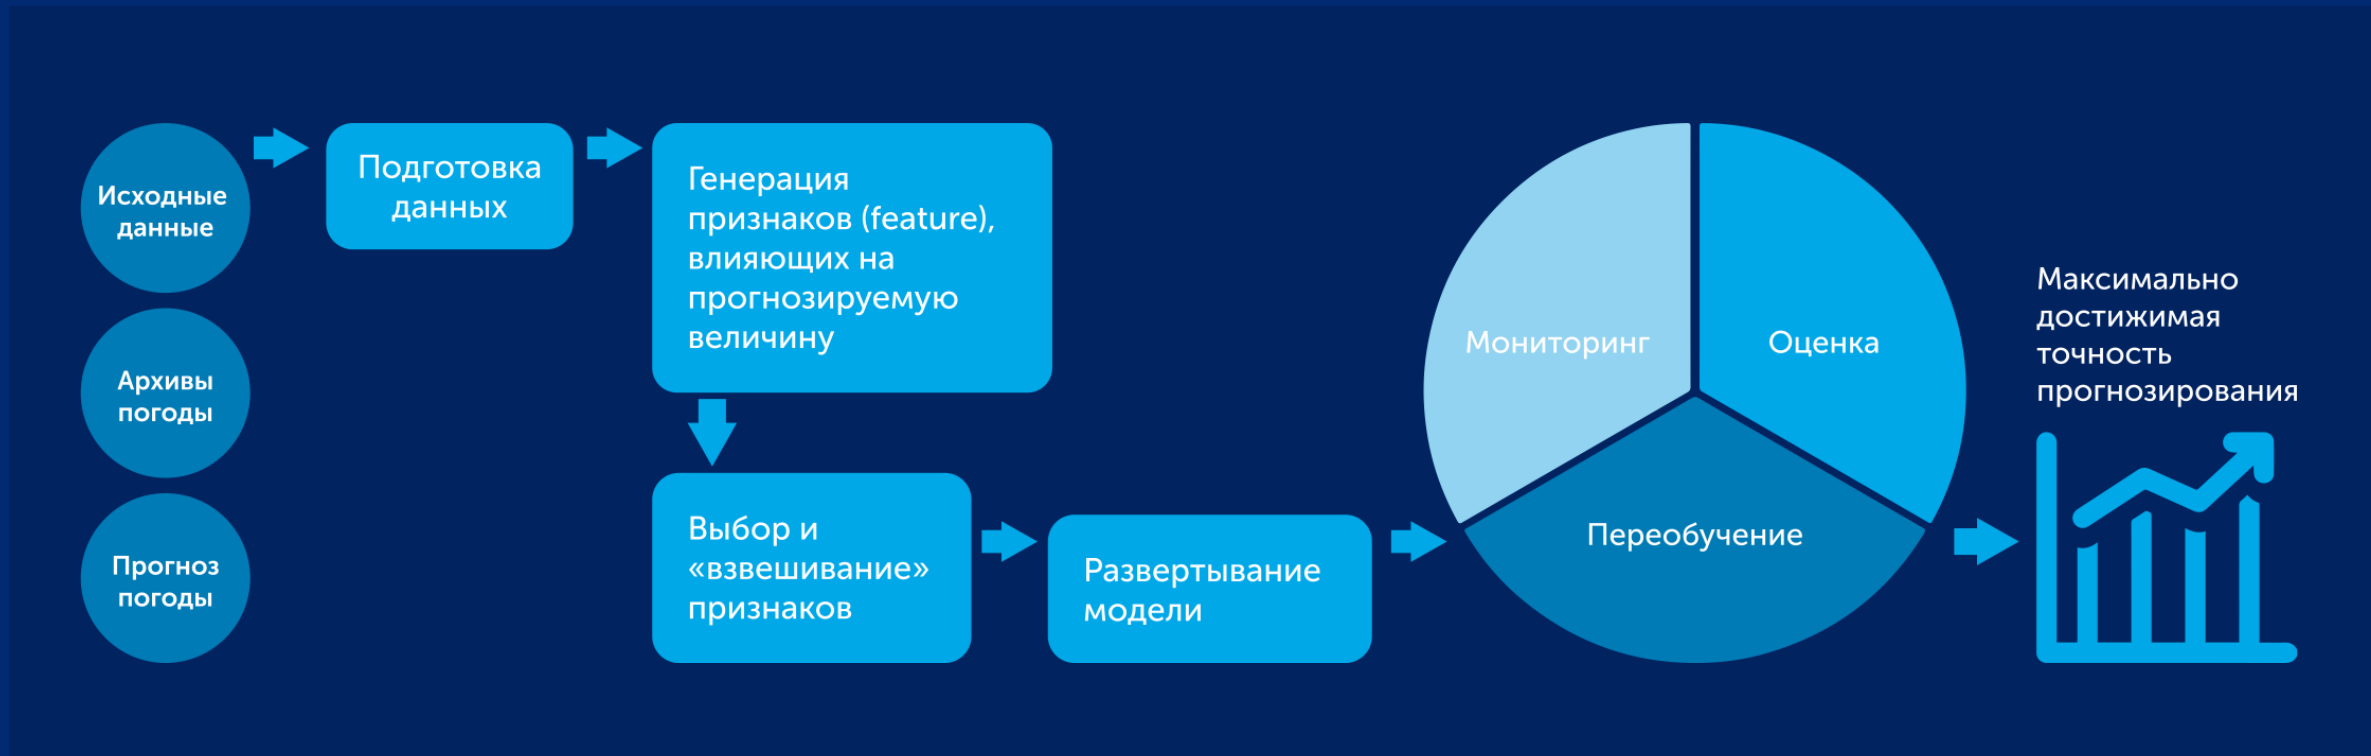 Исходные
данные
Архивы
погоды
Прогноз
погоды
Подготовка
данных
Генерация
признаков (feature),
влияющих на
прогнозируемую
величину
Выбор и
«взвешивание»
признаков
Развертывание
модели
Мониторинг
Оценка
Переобучение
Максимально
достижимая
точность
прогнозирования